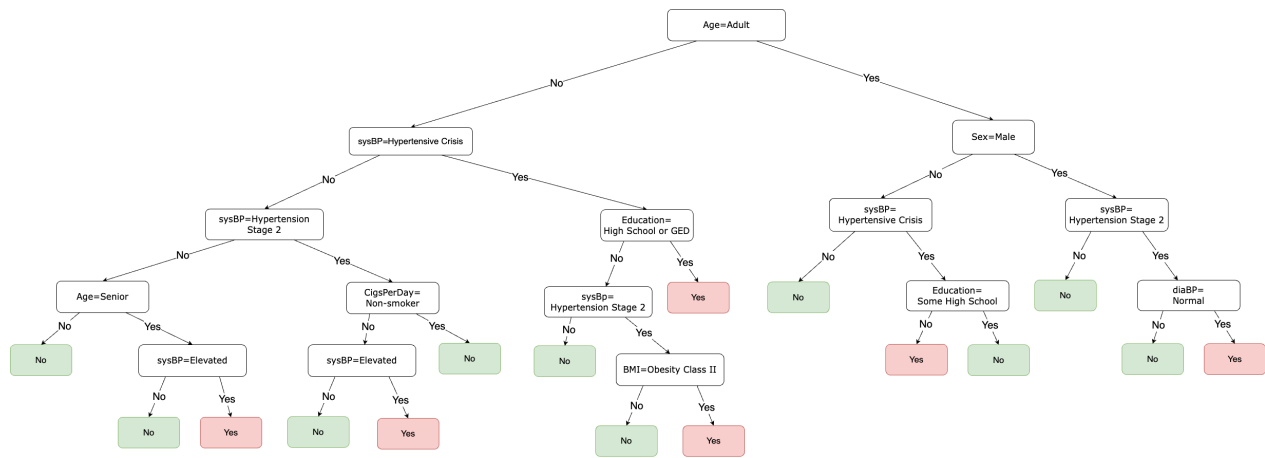 Age=Adult
No
Yes
sysBP=Hypertensive Crisis
Sex=Male
No
Yes
No
Yes
sysBP=Hypertension
Stage 2
Education=
High School or GED
sysBP=
Hypertensive Crisis
sysBP=
Hypertension Stage 2
No
Yes
No
Yes
No
Yes
No
Yes
Age=Senior
CigsPerDay=
Non-smoker
sysBp=
Hypertension Stage 2
Yes
No
Education=
Some High School
No
diaBP=
Normal
No
Yes
No
Yes
No
Yes
No
Yes
No
Yes
No
sysBP=Elevated
sysBP=Elevated
No
No
BMI=Obesity Class II
Yes
No
No
Yes
No
Yes
No
Yes
No
Yes
No
Yes
No
Yes
No
Yes